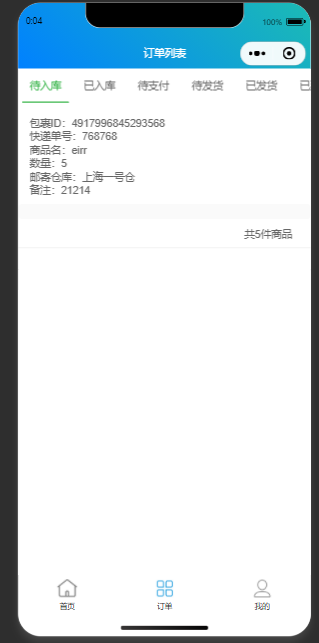 0:04
100%
订单列表
待入库 已入库 待支付 待发货 已发货
包裹ID：4917996845293568
快递单号：768768
商品名：eirr
数量：5
邮寄仓库：上海一号仓
备注：21214
共5件商品
首页 订单 我的